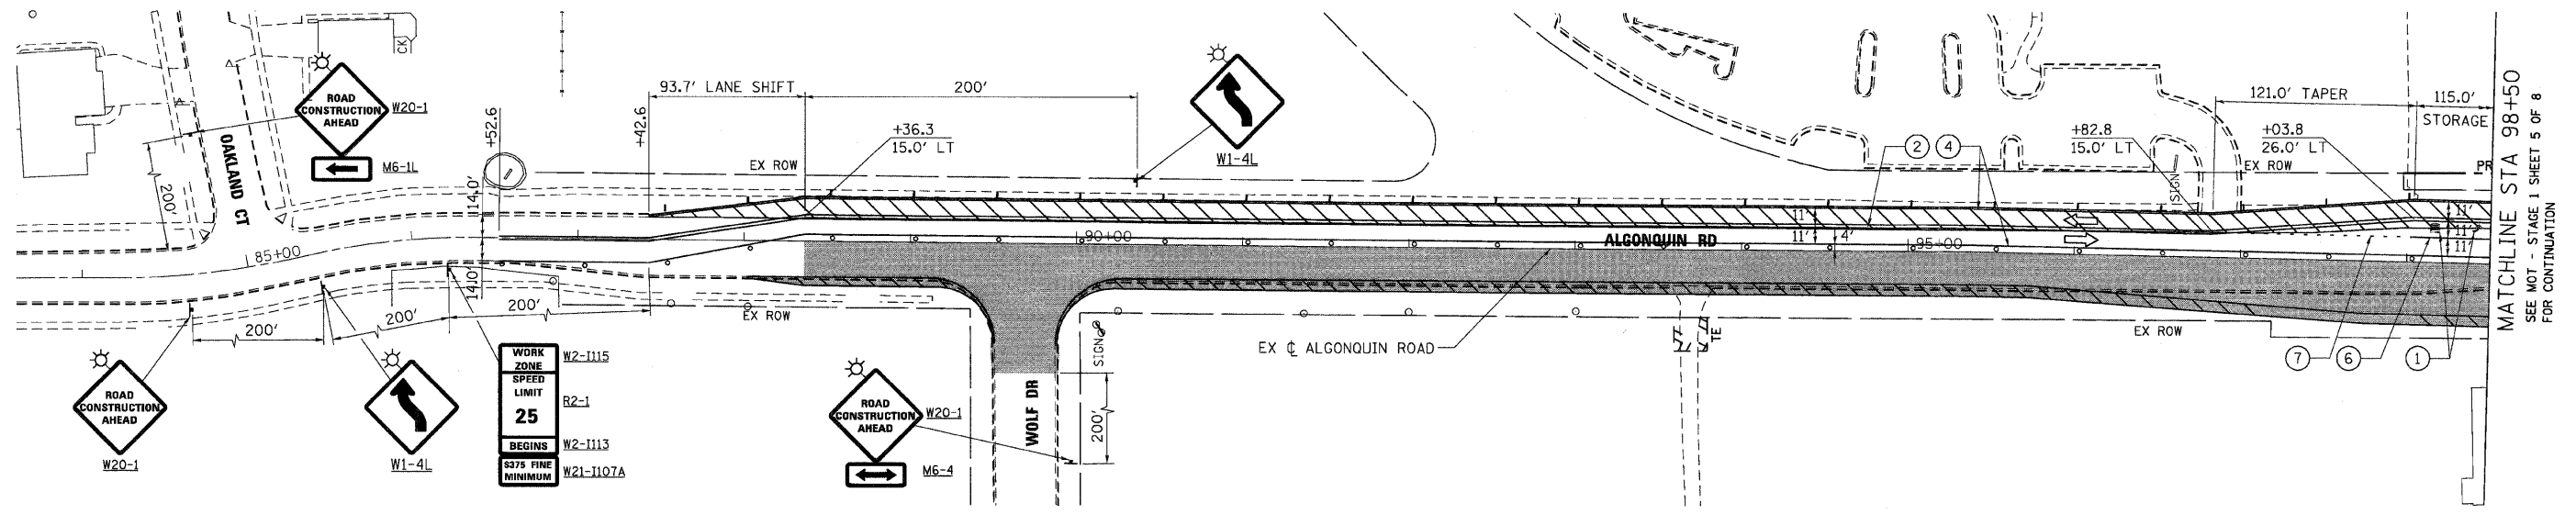 CK
ROAD
CONSTRUCTION
AHEAD
W20-1
M6-1L
OAKLAND CT
200'
85+00
+52.6
14.0'
14.0'
+42.6
93.7' LANE SHIFT
200'
+36.3
15.0' LT
EX ROW
W1-4L
2
4
+82.8
15.0' LT
SIGN
121.0' TAPER
115.0'
STORAGE
+03.8
26.0' LT
EX ROW
PR
11'
11'
4'
90+00
ALGONQUIN RD
95+00
11'
11'
11'
MATCHLINE STA 98+50
SEE MOT - STAGE 1 SHEET 5 OF 8
FOR CONTINUATION
200'
200'
200'
EX ROW
EX ROW
ROAD
CONSTRUCTION
AHEAD
W20-1
W1-4L
WORK
ZONE
W2-I115
SPEED
LIMIT
25
R2-1
BEGINS
W2-I113
$375 FINE
MINIMUM
W21-I107A
ROAD
CONSTRUCTION
AHEAD
W20-1
M6-4
WOLF DR
SIGN
200'
EX ℄ ALGONQUIN ROAD
TE
7
6
1